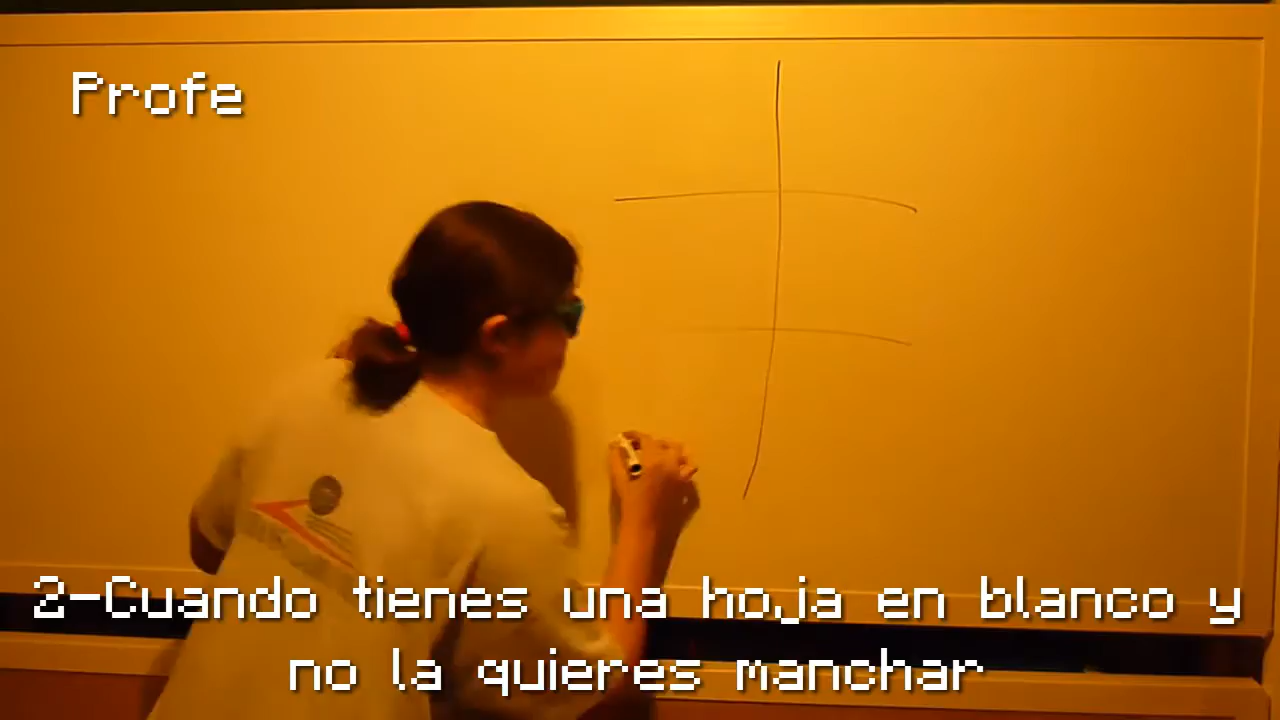 Profe
2-Cuando tienes una hoja en blanco y
no la quieres manchar